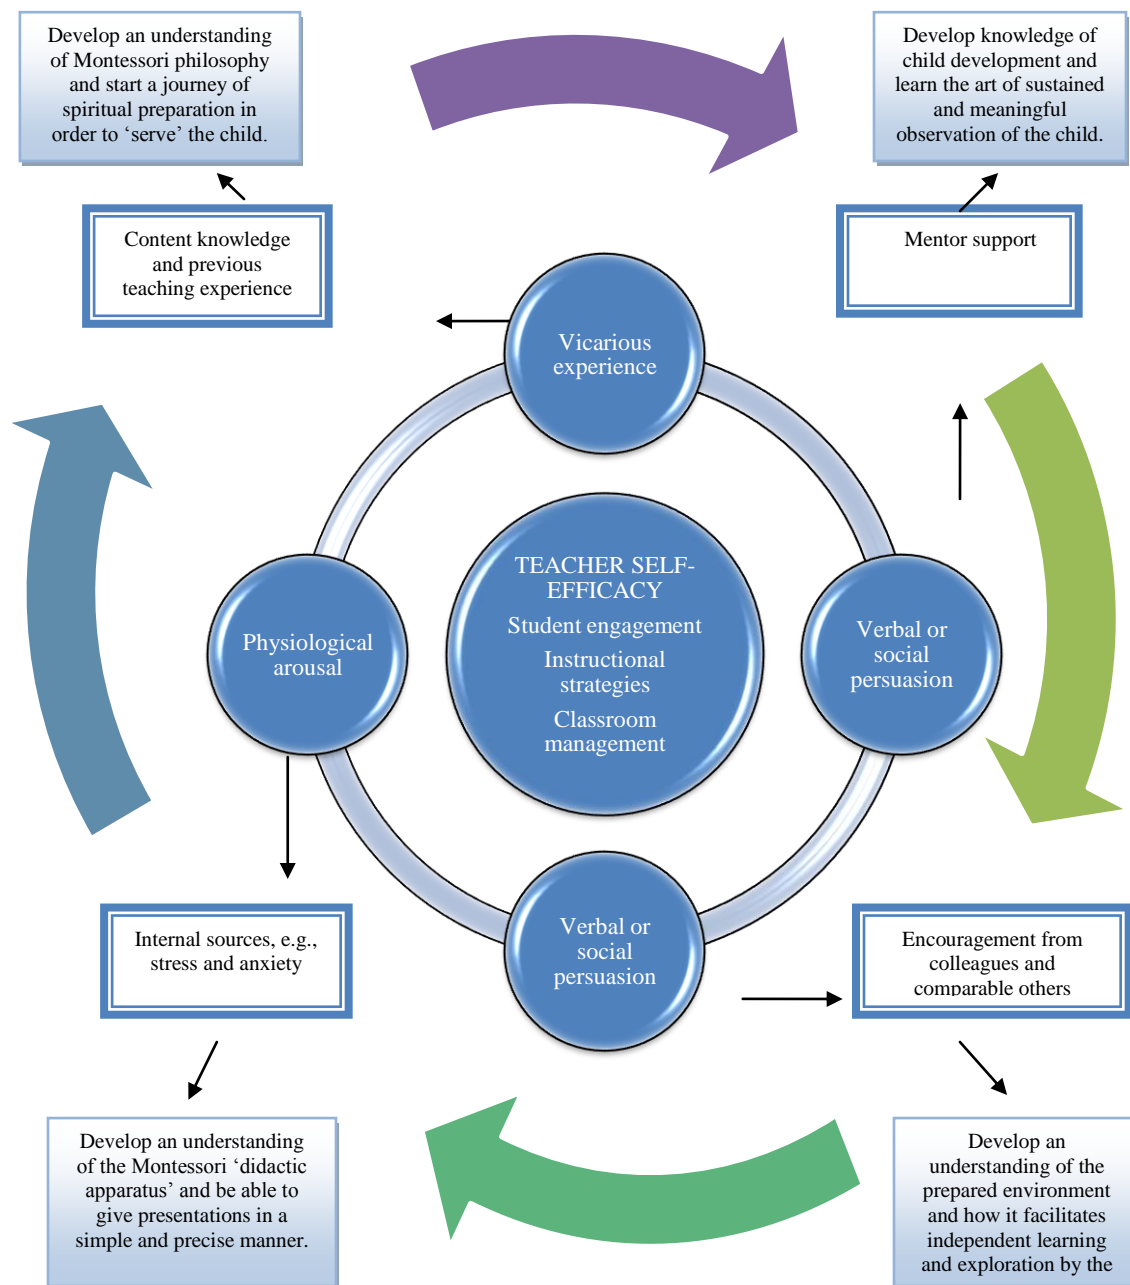 Develop an understanding
of Montessori philosophy
and start a journey of
spiritual preparation in
order to ‘serve’ the child.
Develop knowledge of
child development and
learn the art of sustained
and meaningful
observation of the child.
Content knowledge
and previous
teaching experience
Mentor support
Vicarious
experience
Physiological
arousal
TEACHER SELF-
EFFICACY
Student engagement
Instructional
strategies
Classroom
management
Verbal or
social
persuasion
Verbal or
social
persuasion
Internal sources, e.g.,
stress and anxiety
Encouragement from
colleagues and
comparable others
Develop an understanding
of the Montessori ‘didactic
apparatus’ and be able to
give presentations in a
simple and precise manner.
Develop an
understanding of the
prepared environment
and how it facilitates
independent learning
and exploration by the